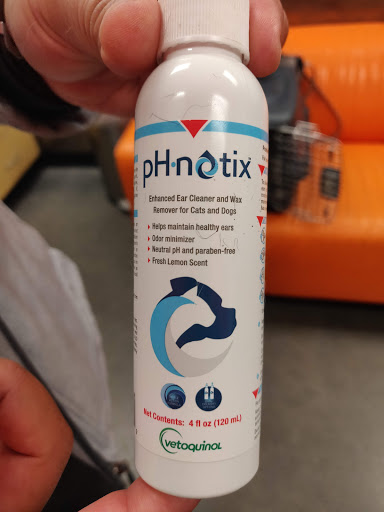 pH·notix™
Enhanced Ear Cleaner and Wax
Remover for Cats and Dogs
Helps maintain healthy ears
Odor minimizer
Neutral pH and paraben-free
Fresh Lemon Scent
Net Contents: 4 fl oz (120 mL)
vetoquinol